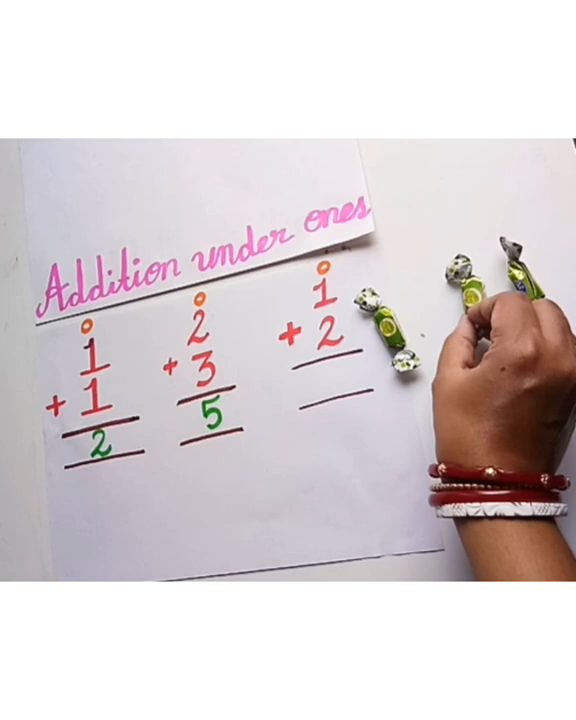 Addition under ones
o o o
1 2 1
+ 1 + 3 + 2
2 5